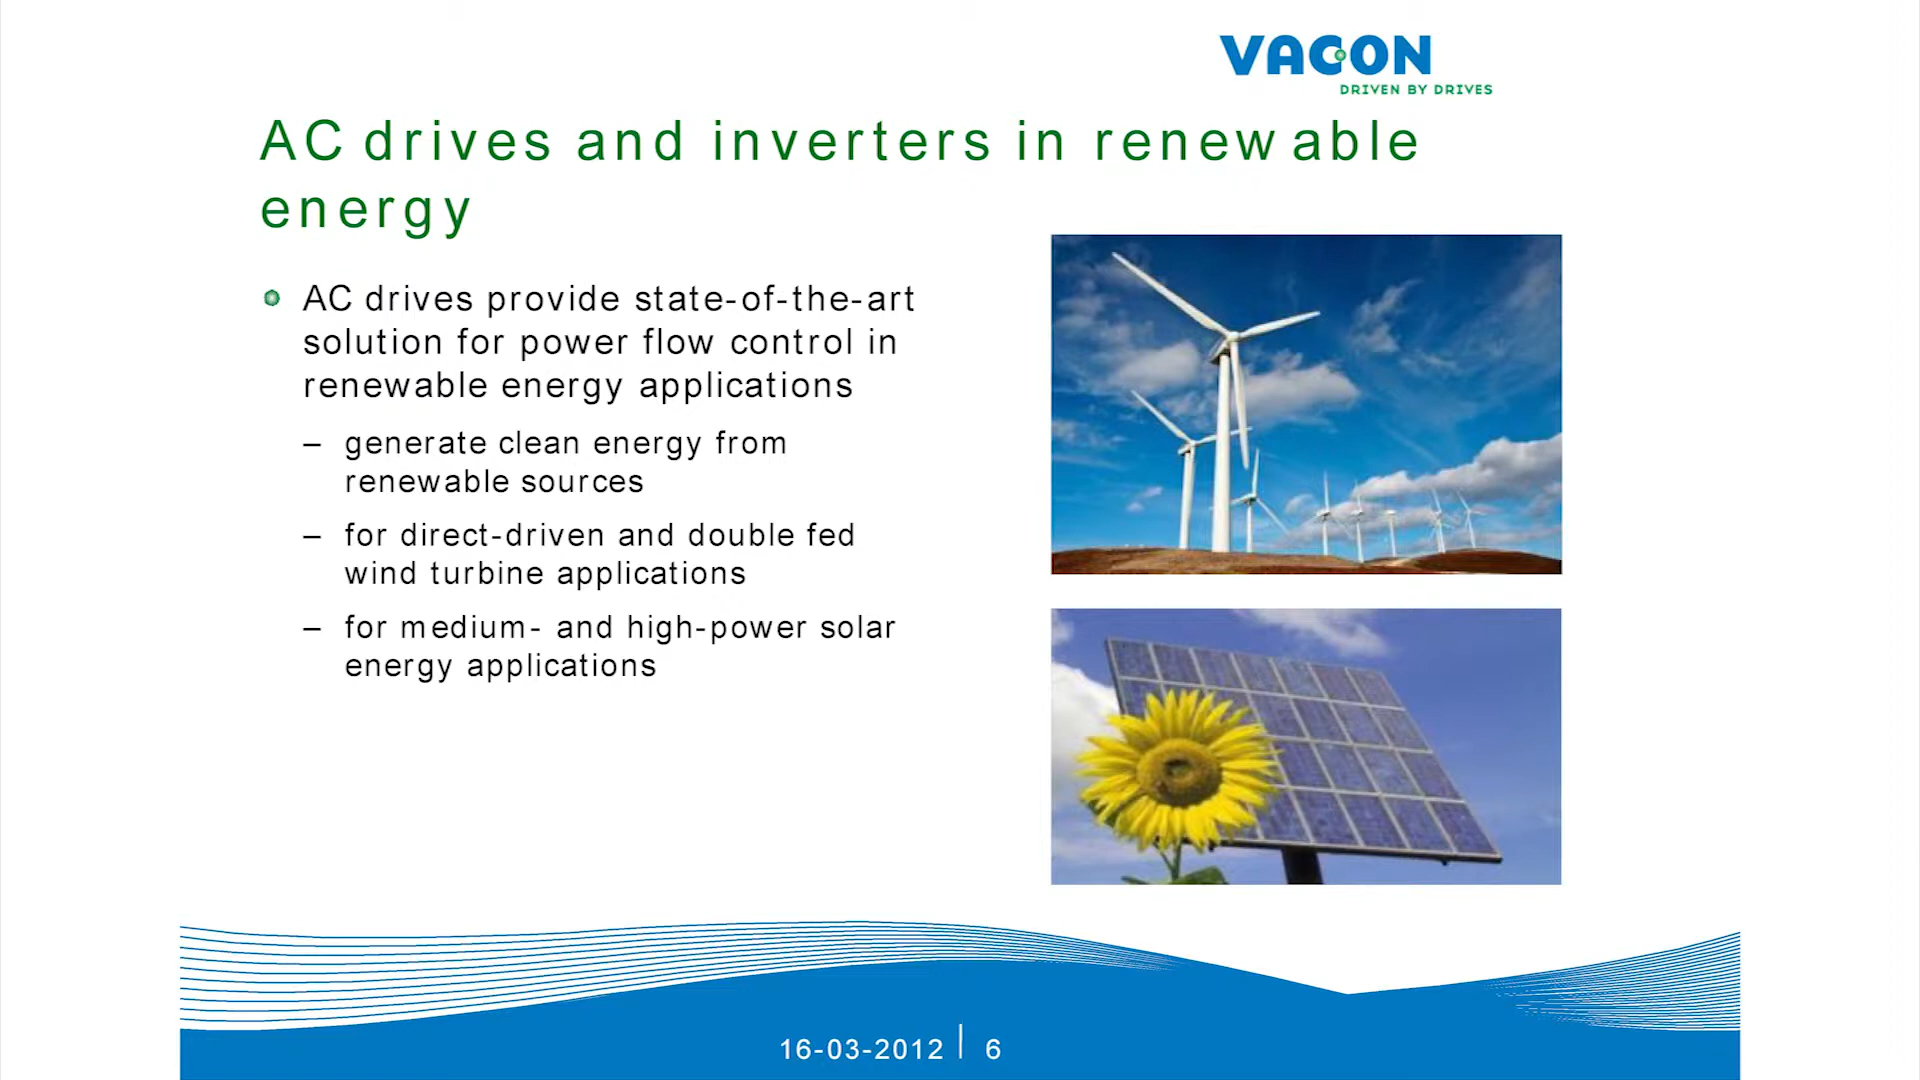 VACON
DRIVEN BY DRIVES
AC drives and inverters in renewable
energy
AC drives provide state-of-the-art
solution for power flow control in
renewable energy applications
– generate clean energy from
renewable sources
– for direct-driven and double fed
wind turbine applications
– for medium- and high-power solar
energy applications
16-03-2012 | 6